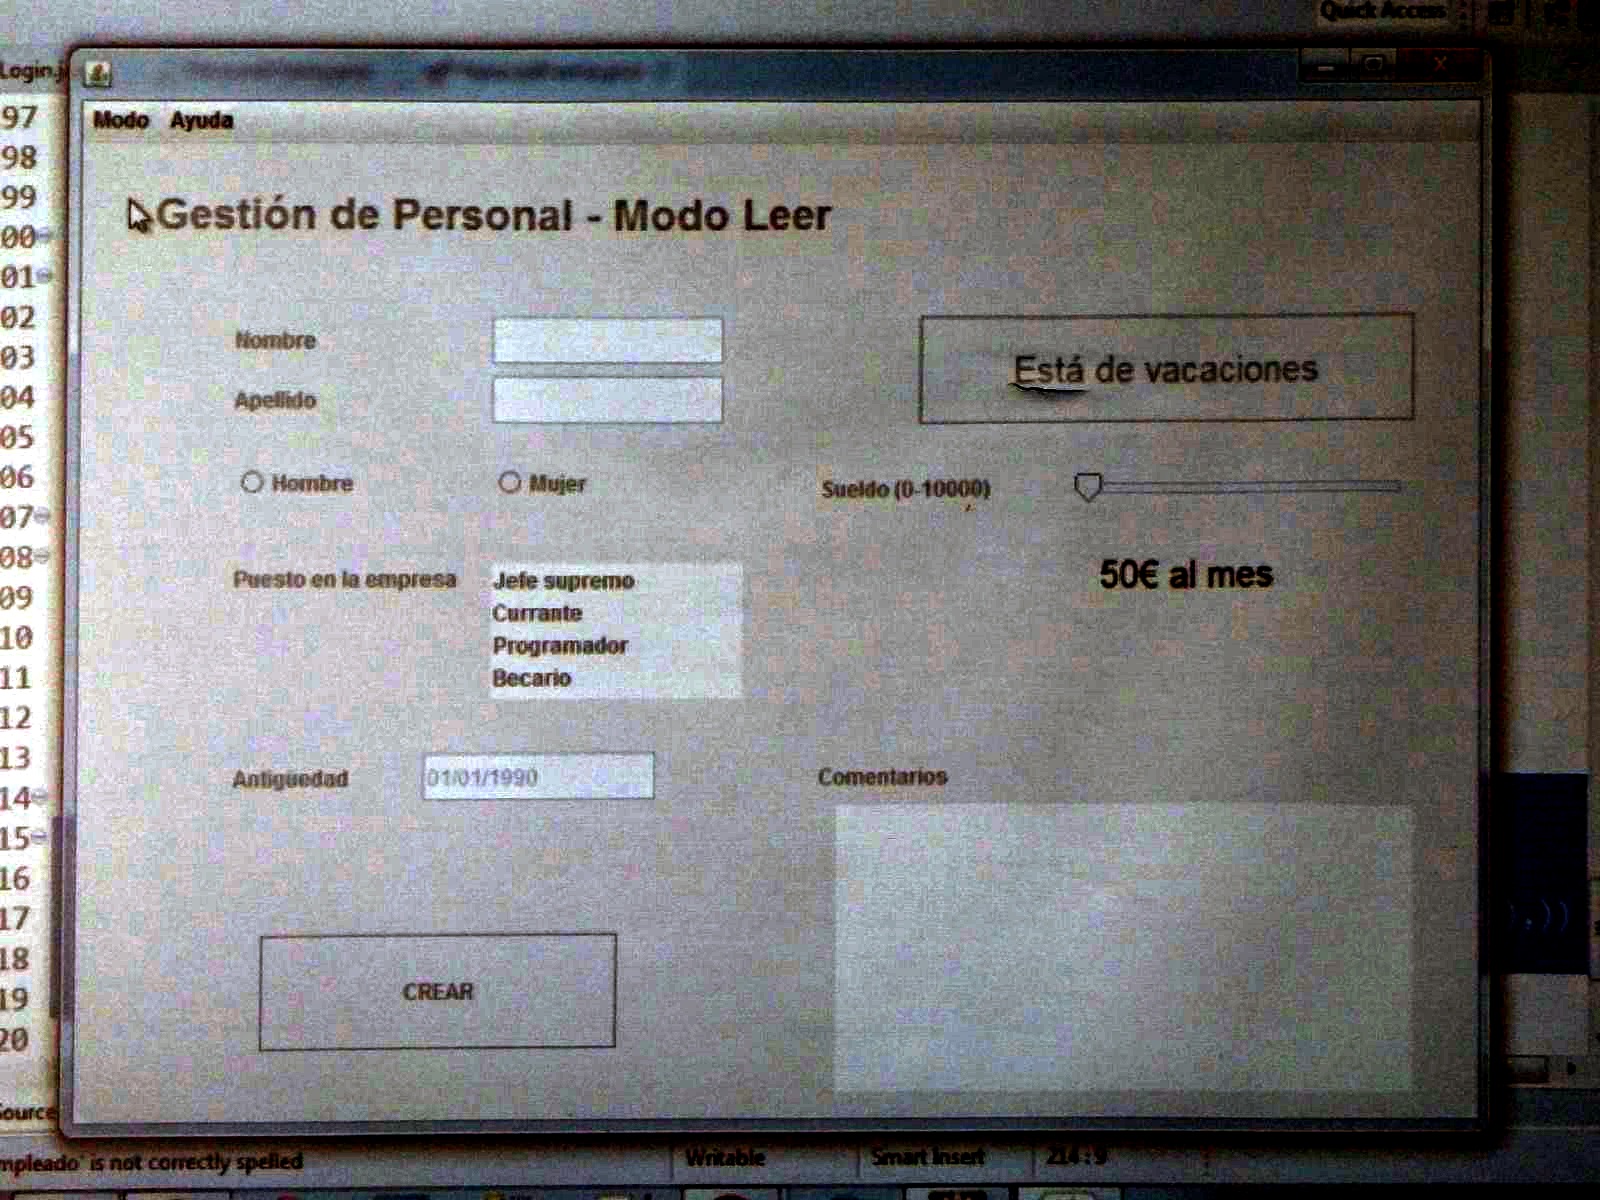 Quick Access
Login.j
Modo Ayuda
97
98
99
00
01
02
03
04
05
06
07
08
09
10
11
12
13
14
15
16
17
18
19
20
Gestión de Personal - Modo Leer
Nombre
Apellido
Está de vacaciones
Hombre Mujer
Sueldo (0-10000)
50€ al mes
Puesto en la empresa
Jefe supremo
Currante
Programador
Becario
Antiguedad 01/01/1990
Comentarios
CREAR
),))
Source
mpleado' is not correctly spelled Writable Smart Insert 214 : 9